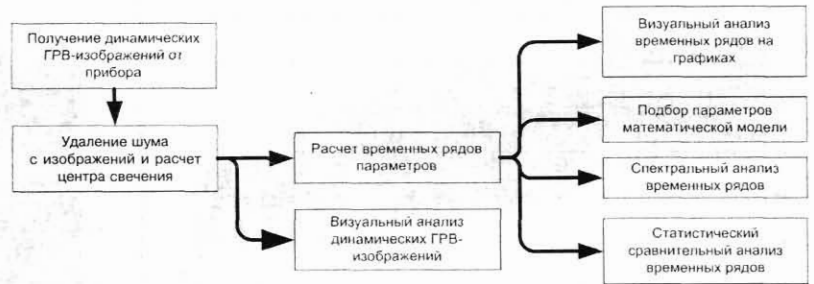 Получение динамических
ГРВ-изображений от
прибора
Удаление шума
с изображений и расчет
центра свечения
Расчет временных рядов
параметров
Визуальный анализ
динамических ГРВ-
изображений
Визуальный анализ
временных рядов на
графиках
Подбор параметров
математической модели
Спектральный анализ
временных рядов
Статистический
сравнительный анализ
временных рядов